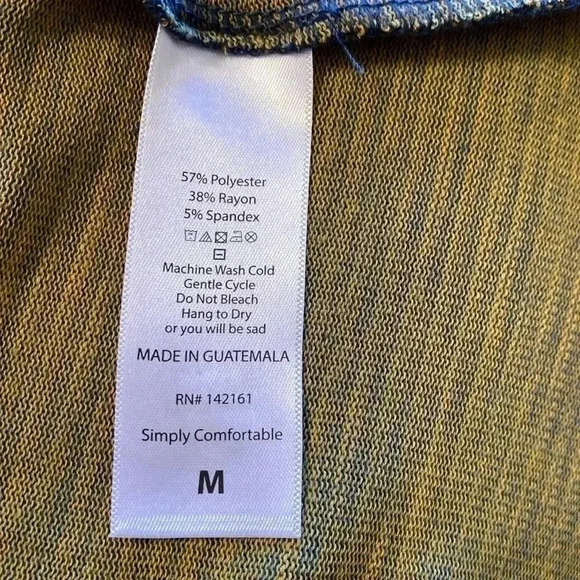 57% Polyester
38% Rayon
5% Spandex
Machine Wash Cold
Gentle Cycle
Do Not Bleach
Hang to Dry
or you will be sad
MADE IN GUATEMALA
RN# 142161
Simply Comfortable
M